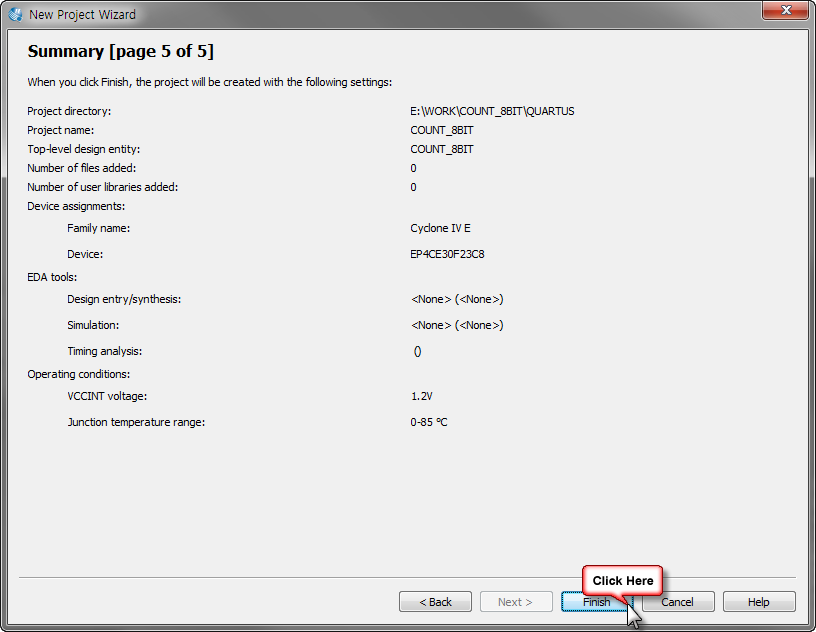 New Project Wizard
Summary [page 5 of 5]
When you click Finish, the project will be created with the following settings:
Project directory: E:\WORK\COUNT_8BIT\QUARTUS
Project name: COUNT_8BIT
Top-level design entity: COUNT_8BIT
Number of files added: 0
Number of user libraries added: 0
Device assignments:
Family name: Cyclone IV E
Device: EP4CE30F23C8
EDA tools:
Design entry/synthesis: <None> (<None>)
Simulation: <None> (<None>)
Timing analysis: ()
Operating conditions:
VCCINT voltage: 1.2V
Junction temperature range: 0-85 °C
Click Here
< Back Next > Finish Cancel Help